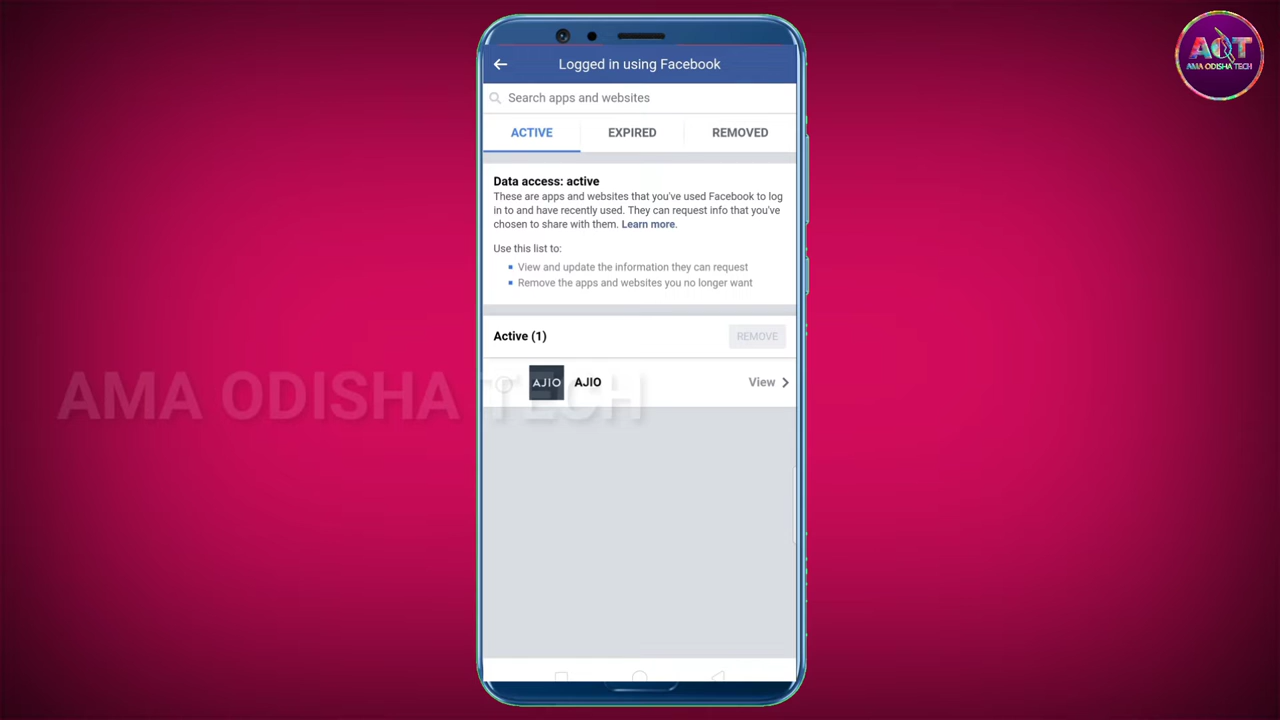 AQT
AMA ODISHA TECH
Logged in using Facebook
Search apps and websites
ACTIVE
EXPIRED
REMOVED
Data access: active
These are apps and websites that you've used Facebook to log
in to and have recently used. They can request info that you've
chosen to share with them. Learn more.
Use this list to:
View and update the information they can request
Remove the apps and websites you no longer want
Active (1)
REMOVE
AJIO
AJIO
View
AMA ODISHA TECH